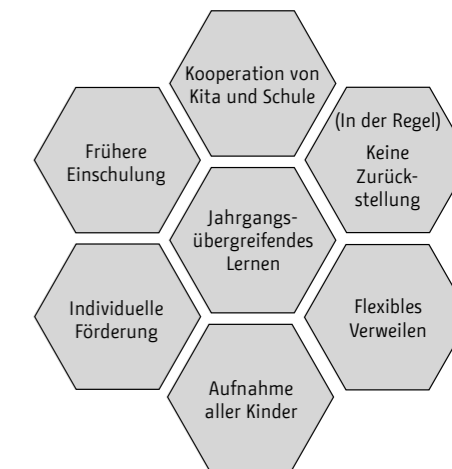 Kooperation von
Kita und Schule
(In der Regel)
Keine
Zurück-
stellung
Frühere
Einschulung
Jahrgangs-
übergreifendes
Lernen
Individuelle
Förderung
Flexibles
Verweilen
Aufnahme
aller Kinder